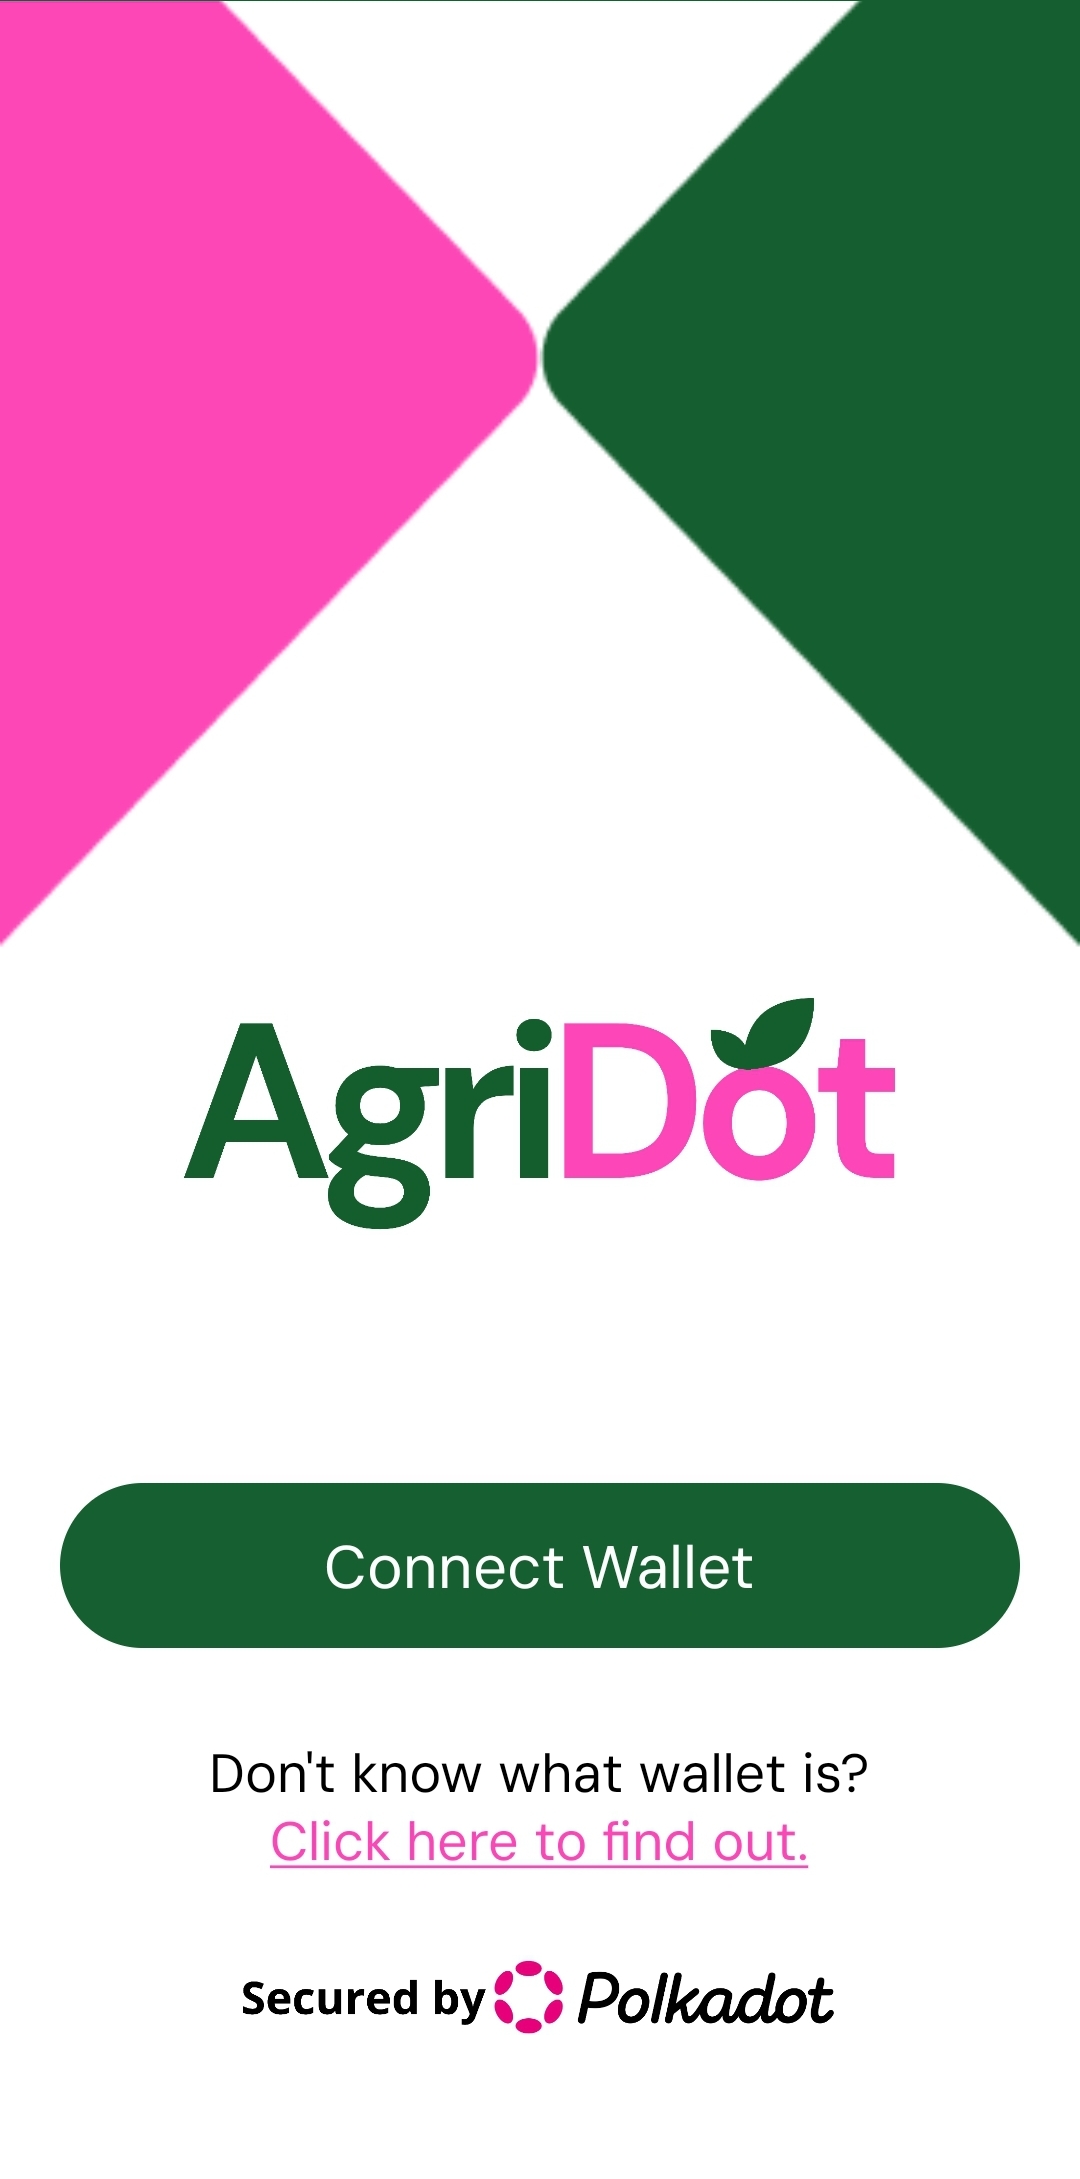 AgriDot
Connect Wallet
Don't know what wallet is?
Click here to find out.
Secured by Polkadot